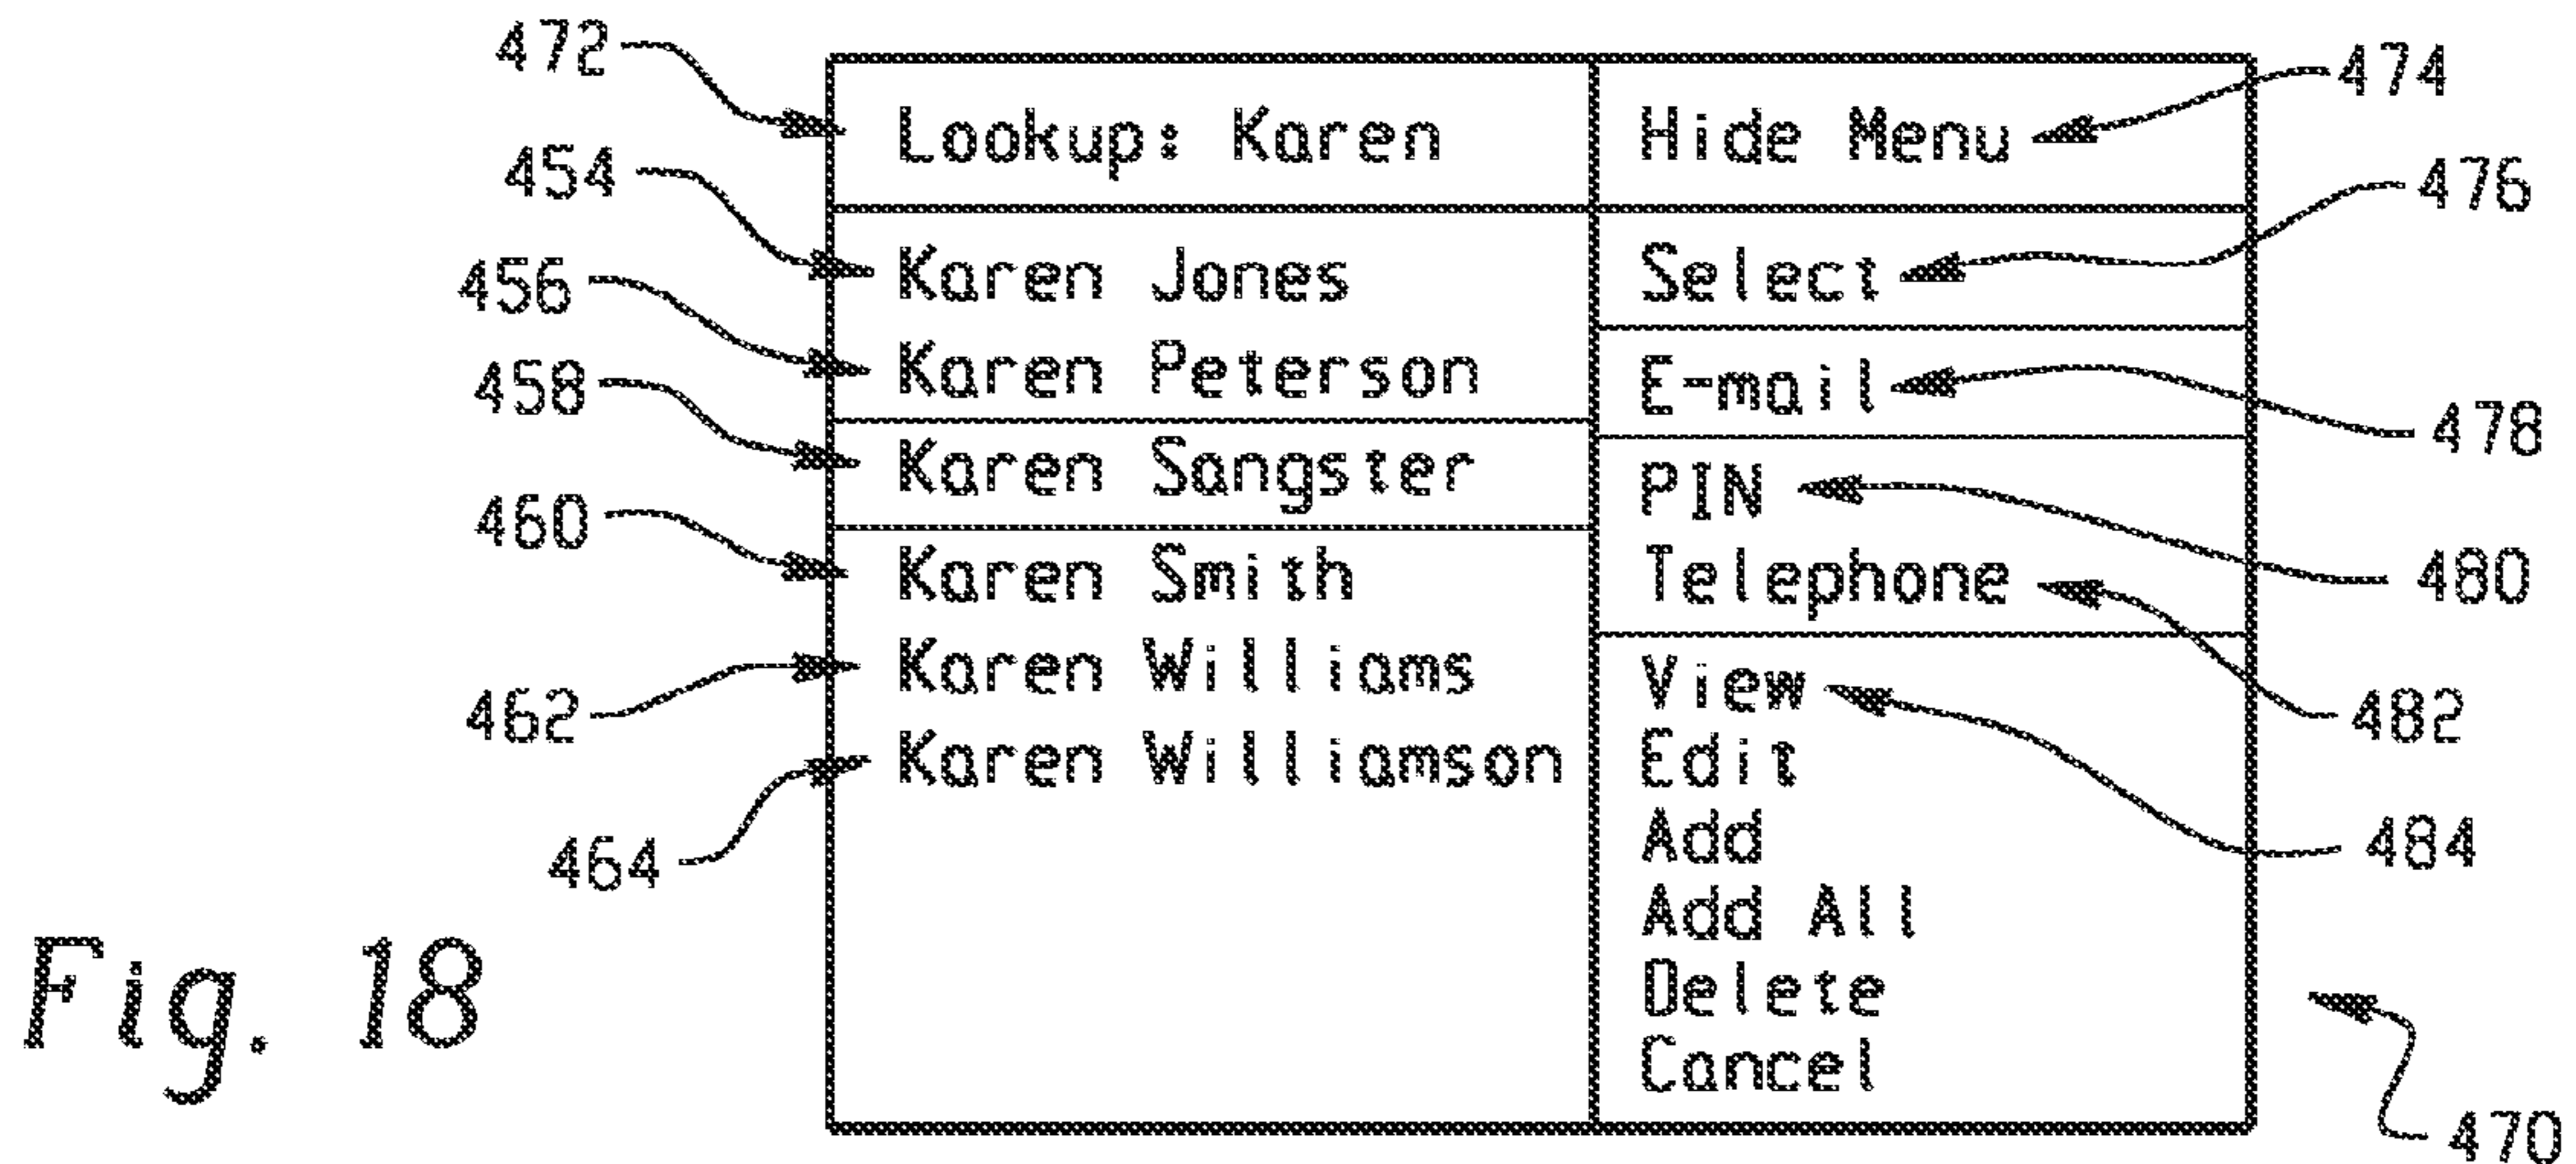 472
Lookup: Karen
Hide Menu
474
454
Karen Jones
Select
476
456
Karen Peterson
E-mail
478
458
Karen Sangster
PIN
480
460
Karen Smith
Telephone
482
462
Karen Williams
View
484
464
Karen Williamson
Edit
Add
Add All
Delete
Cancel
470
Fig. 18